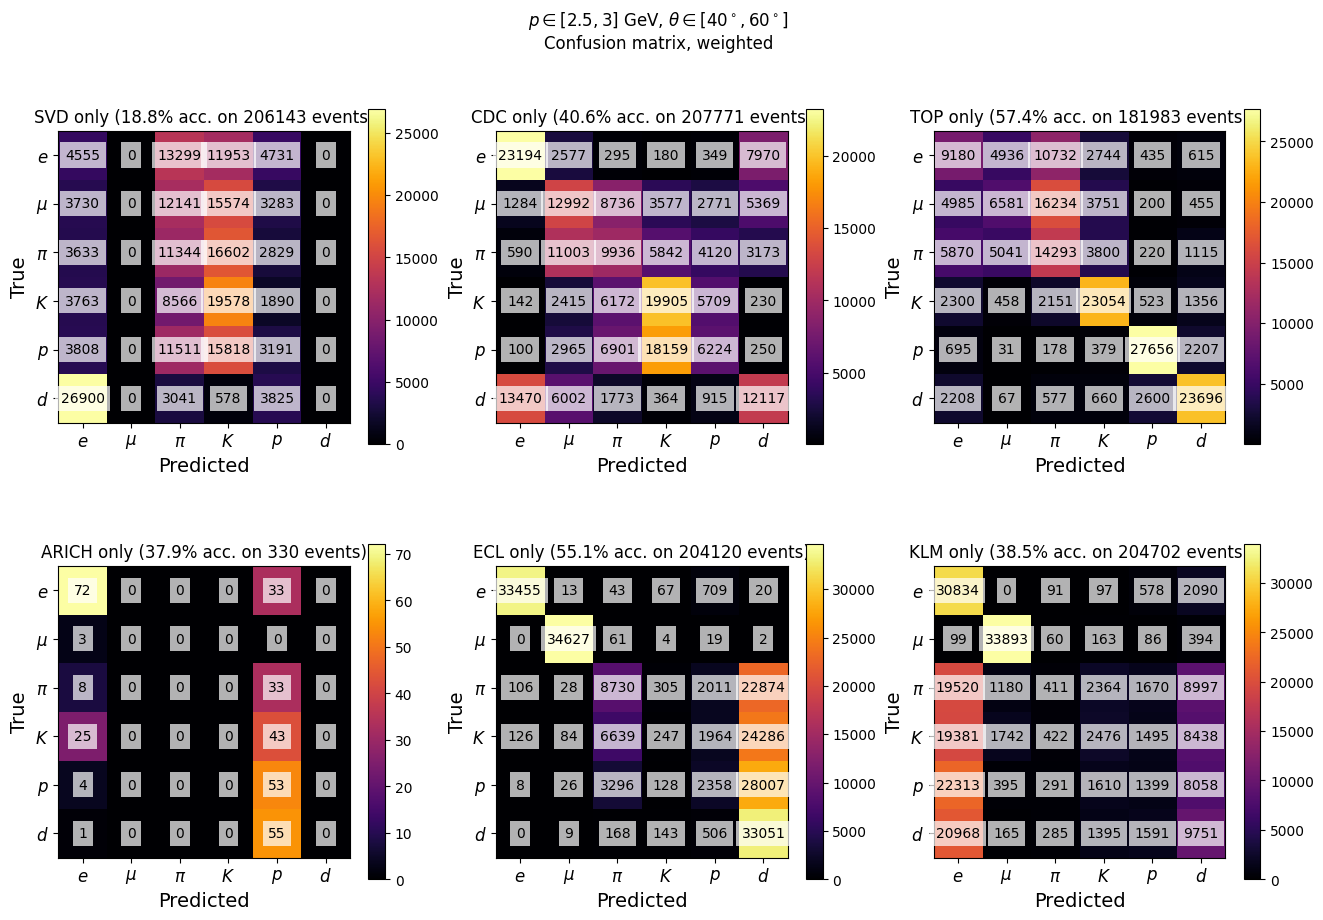 p ∈ [2.5, 3] GeV, θ ∈ [40°, 60°]
Confusion matrix, weighted
SVD only (18.8% acc. on 206143 events
True
e 4555 0 13299 11953 4731 0
μ 3730 0 12141 15574 3283 0
π 3633 0 11344 16602 2829 0
K 3763 0 8566 19578 1890 0
p 3808 0 11511 15818 3191 0
d 26900 0 3041 578 3825 0
e μ π K p d
Predicted
25000
20000
15000
10000
5000
0
CDC only (40.6% acc. on 207771 events
True
e 23194 2577 295 180 349 7970
μ 1284 12992 8736 3577 2771 5369
π 590 11003 9936 5842 4120 3173
K 142 2415 6172 19905 5709 230
p 100 2965 6901 18159 6224 250
d 13470 6002 1773 364 915 12117
e μ π K p d
Predicted
20000
15000
10000
5000
TOP only (57.4% acc. on 181983 events
True
e 9180 4936 10732 2744 435 615
μ 4985 6581 16234 3751 200 455
π 5870 5041 14293 3800 220 1115
K 2300 458 2151 23054 523 1356
p 695 31 178 379 27656 2207
d 2208 67 577 660 2600 23696
e μ π K p d
Predicted
25000
20000
15000
10000
5000
ARICH only (37.9% acc. on 330 events)
True
e 72 0 0 0 33 0
μ 3 0 0 0 0 0
π 8 0 0 0 33 0
K 25 0 0 0 43 0
p 4 0 0 0 53 0
d 1 0 0 0 55 0
e μ π K p d
Predicted
70
60
50
40
30
20
10
0
ECL only (55.1% acc. on 204120 events)
True
e 33455 13 43 67 709 20
μ 0 34627 61 4 19 2
π 106 28 8730 305 2011 22874
K 126 84 6639 247 1964 24286
p 8 26 3296 128 2358 28007
d 0 9 168 143 506 33051
e μ π K p d
Predicted
30000
25000
20000
15000
10000
5000
0
KLM only (38.5% acc. on 204702 events
True
e 30834 0 91 97 578 2090
μ 99 33893 60 163 86 394
π 19520 1180 411 2364 1670 8997
K 19381 1742 422 2476 1495 8438
p 22313 395 291 1610 1399 8058
d 20968 165 285 1395 1591 9751
e μ π K p d
Predicted
30000
25000
20000
15000
10000
5000
0